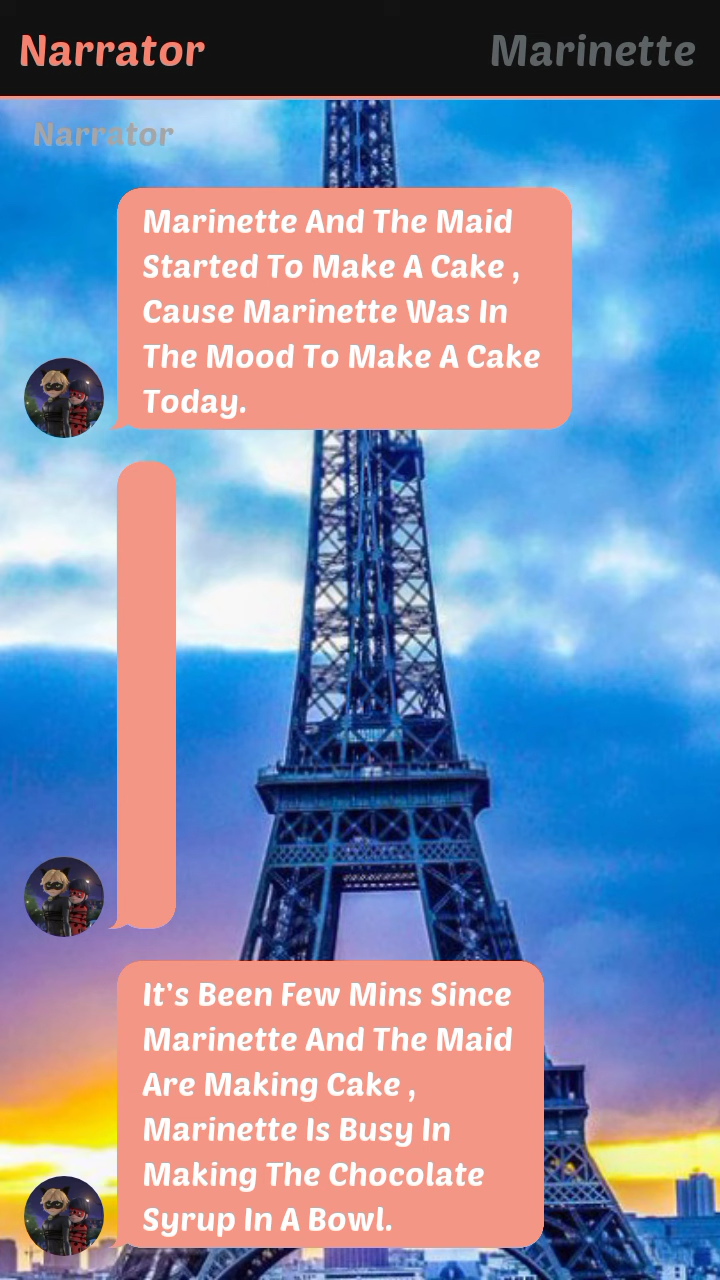 Narrator
Marinette
Narrator
Marinette And The Maid
Started To Make A Cake ,
Cause Marinette Was In
The Mood To Make A Cake
Today.
It's Been Few Mins Since
Marinette And The Maid
Are Making Cake ,
Marinette Is Busy In
Making The Chocolate
Syrup In A Bowl.